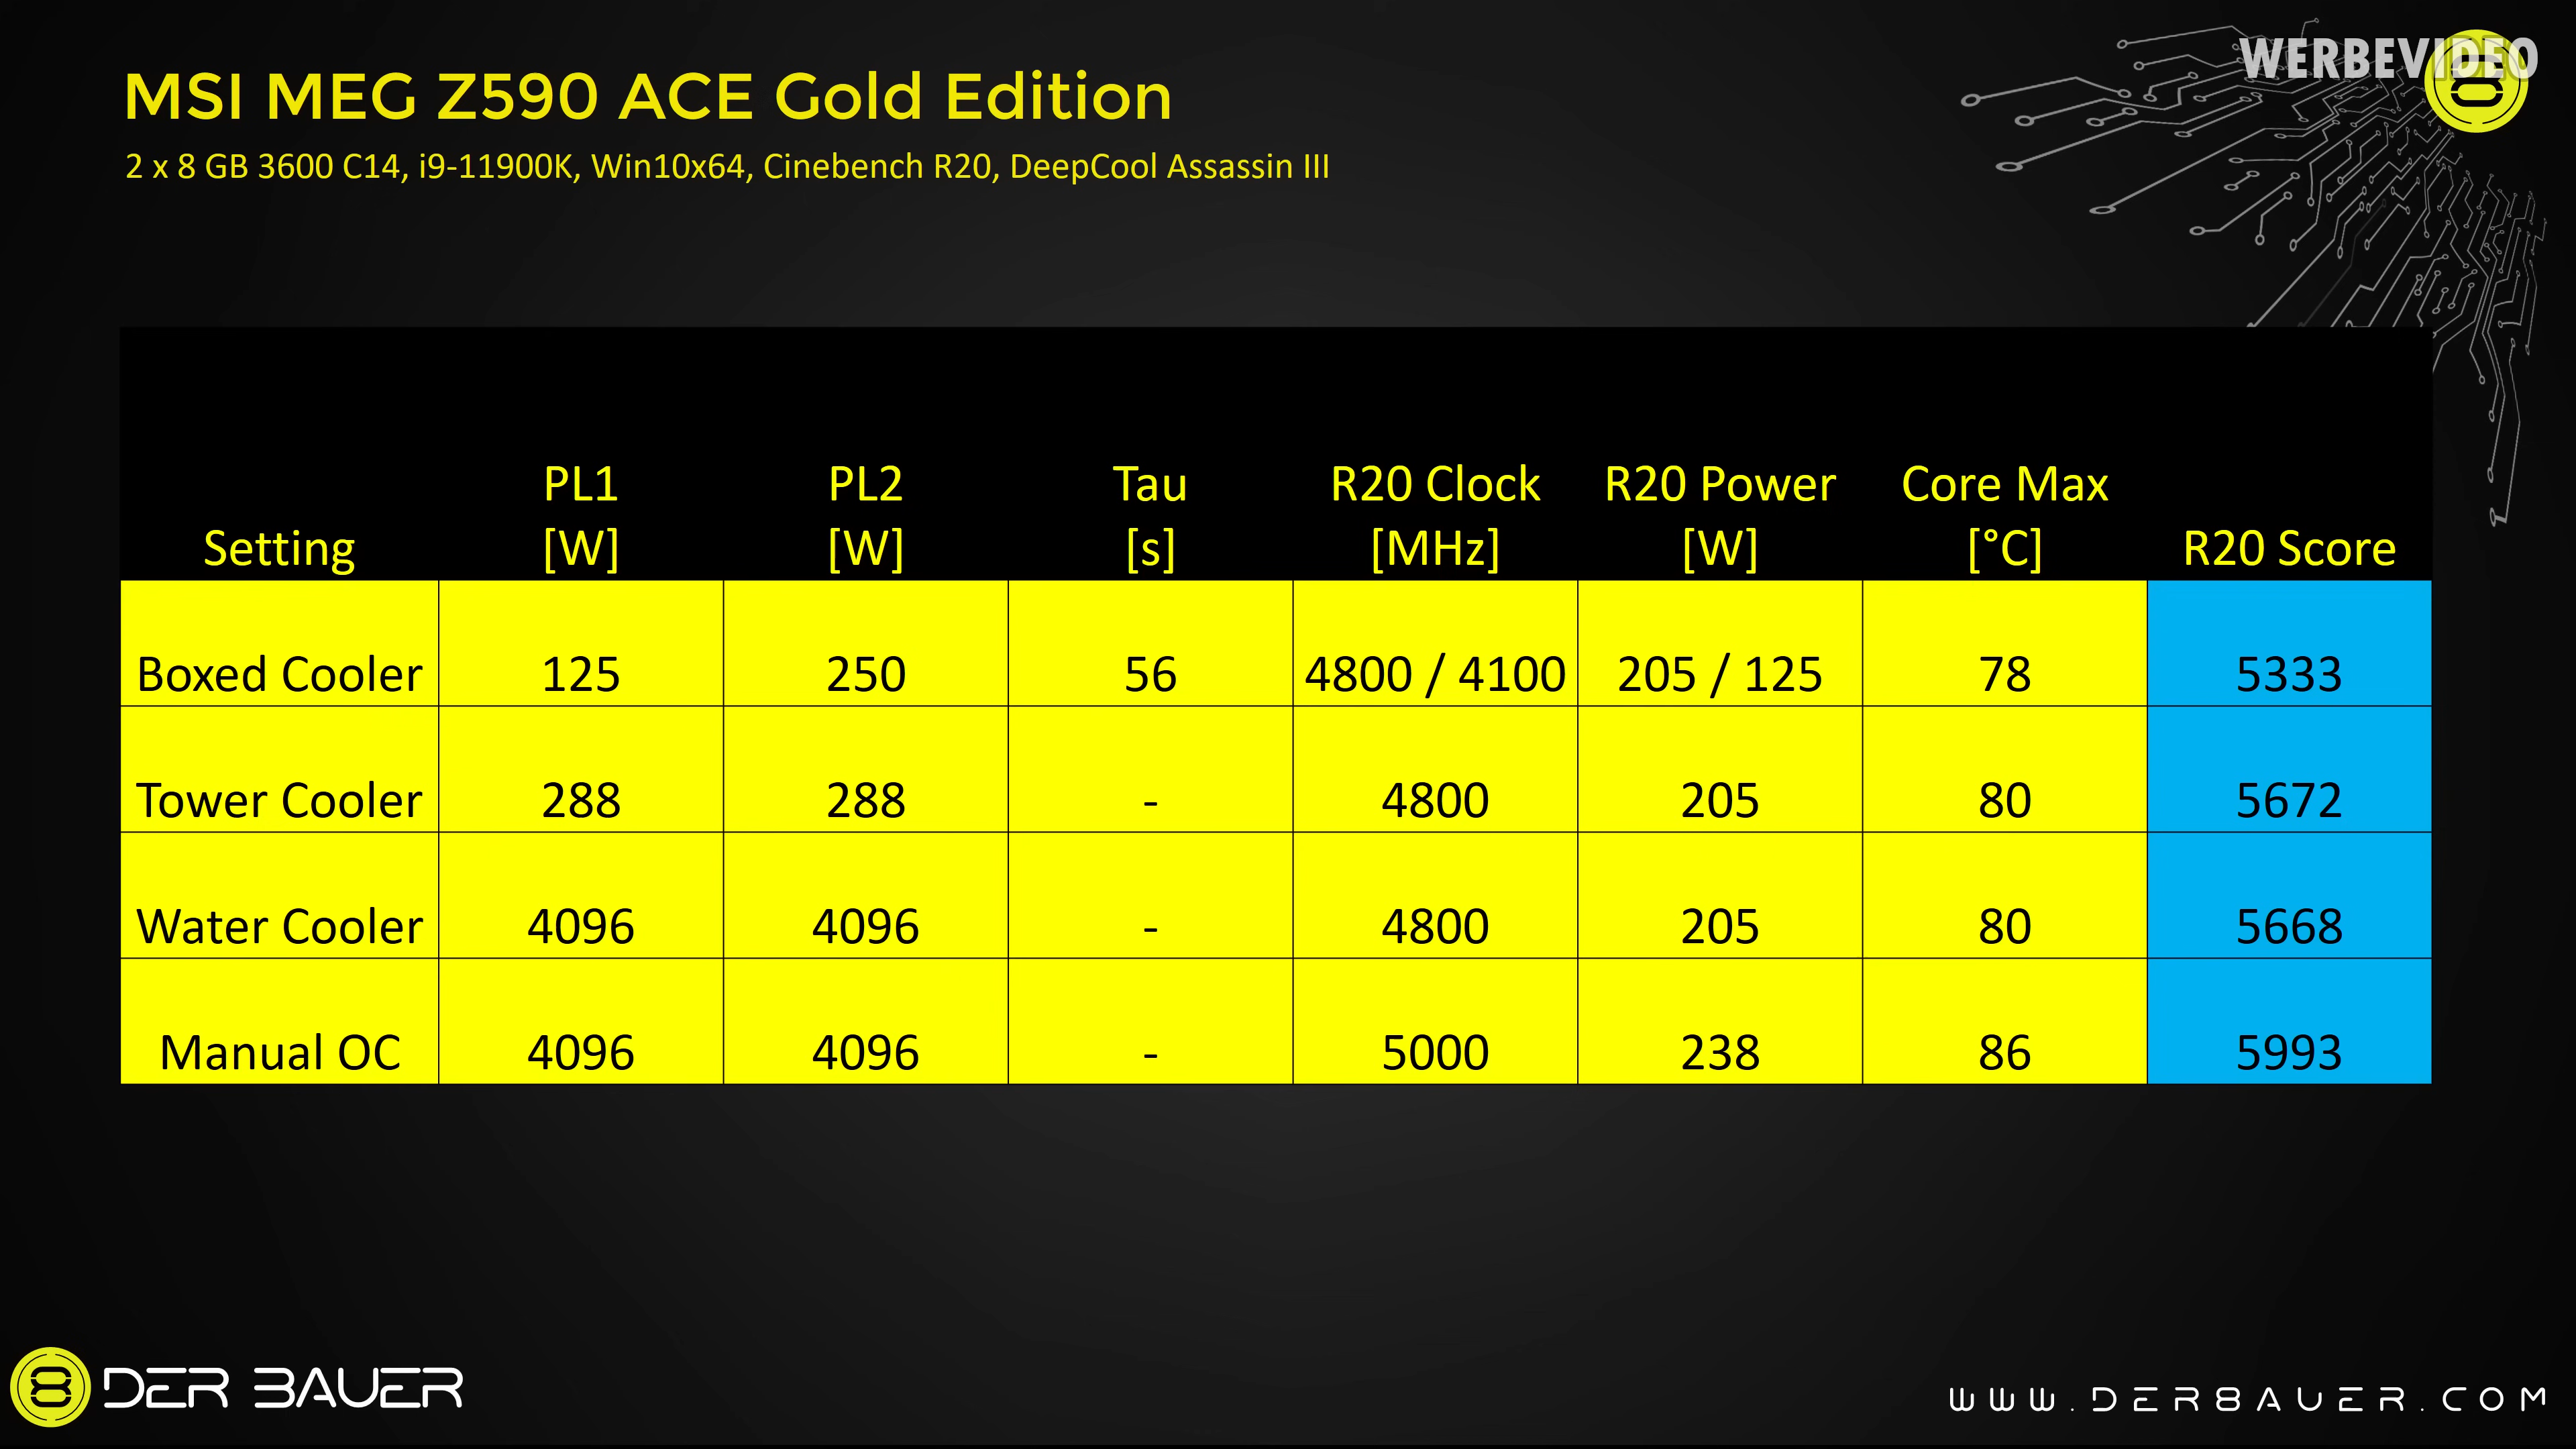 WERBEVIDEO
MSI MEG Z590 ACE Gold Edition
2 x 8 GB 3600 C14, i9-11900K, Win10x64, Cinebench R20, DeepCool Assassin III
Setting PL1 [W] PL2 [W] Tau [s] R20 Clock [MHz] R20 Power [W] Core Max [°C] R20 Score
Boxed Cooler 125 250 56 4800 / 4100 205 / 125 78 5333
Tower Cooler 288 288 - 4800 205 80 5672
Water Cooler 4096 4096 - 4800 205 80 5668
Manual OC 4096 4096 - 5000 238 86 5993
DER 8AUER
WWW.DER8AUER.COM